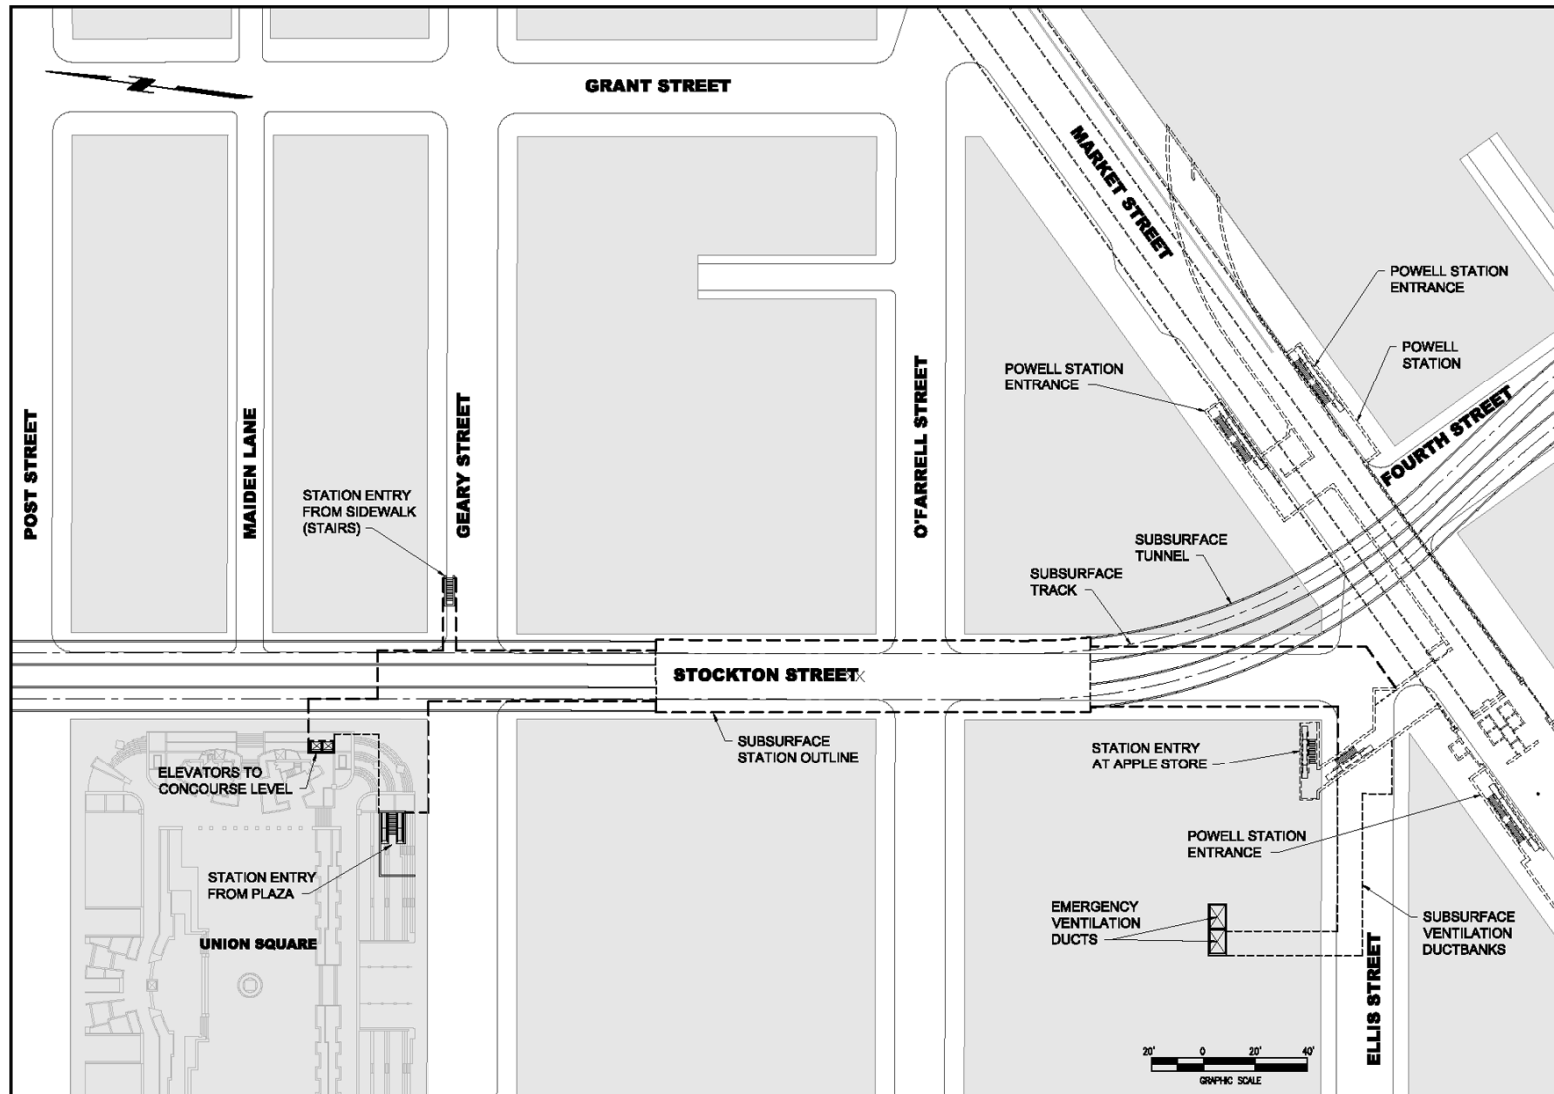 GRANT STREET
MARKET STREET
POWELL STATION
ENTRANCE
POWELL
STATION
POWELL STATION
ENTRANCE
FOURTH STREET
POST STREET
MAIDEN LANE
GEARY STREET
O'FARRELL STREET
STATION ENTRY
FROM SIDEWALK
(STAIRS)
SUBSURFACE
TUNNEL
SUBSURFACE
TRACK
STOCKTON STREET
SUBSURFACE
STATION OUTLINE
STATION ENTRY
AT APPLE STORE
ELEVATORS TO
CONCOURSE LEVEL
POWELL STATION
ENTRANCE
STATION ENTRY
FROM PLAZA
UNION SQUARE
EMERGENCY
VENTILATION
DUCTS
SUBSURFACE
VENTILATION
DUCTBANKS
ELLIS STREET
20' 0 20' 40'
GRAPHIC SCALE